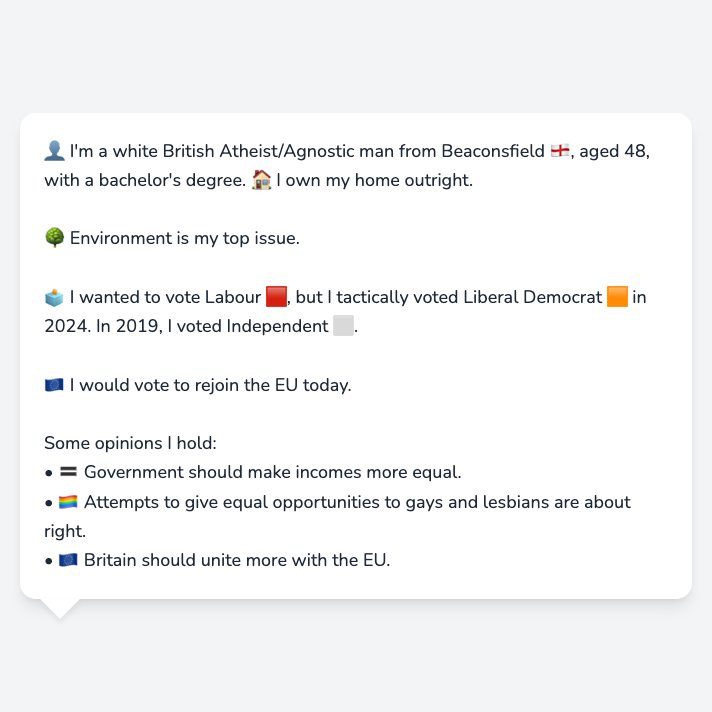 👤 I'm a white British Atheist/Agnostic man from Beaconsfield 🏴󠁧󠁢󠁥󠁮󠁧󠁿, aged 48,
with a bachelor's degree. 🏠 I own my home outright.
🌳 Environment is my top issue.
🗳️ I wanted to vote Labour 🟥, but I tactically voted Liberal Democrat 🟧 in
2024. In 2019, I voted Independent ⬜.
🇪🇺 I would vote to rejoin the EU today.
Some opinions I hold:
• 🟰 Government should make incomes more equal.
• 🏳️‍🌈 Attempts to give equal opportunities to gays and lesbians are about
right.
• 🇪🇺 Britain should unite more with the EU.